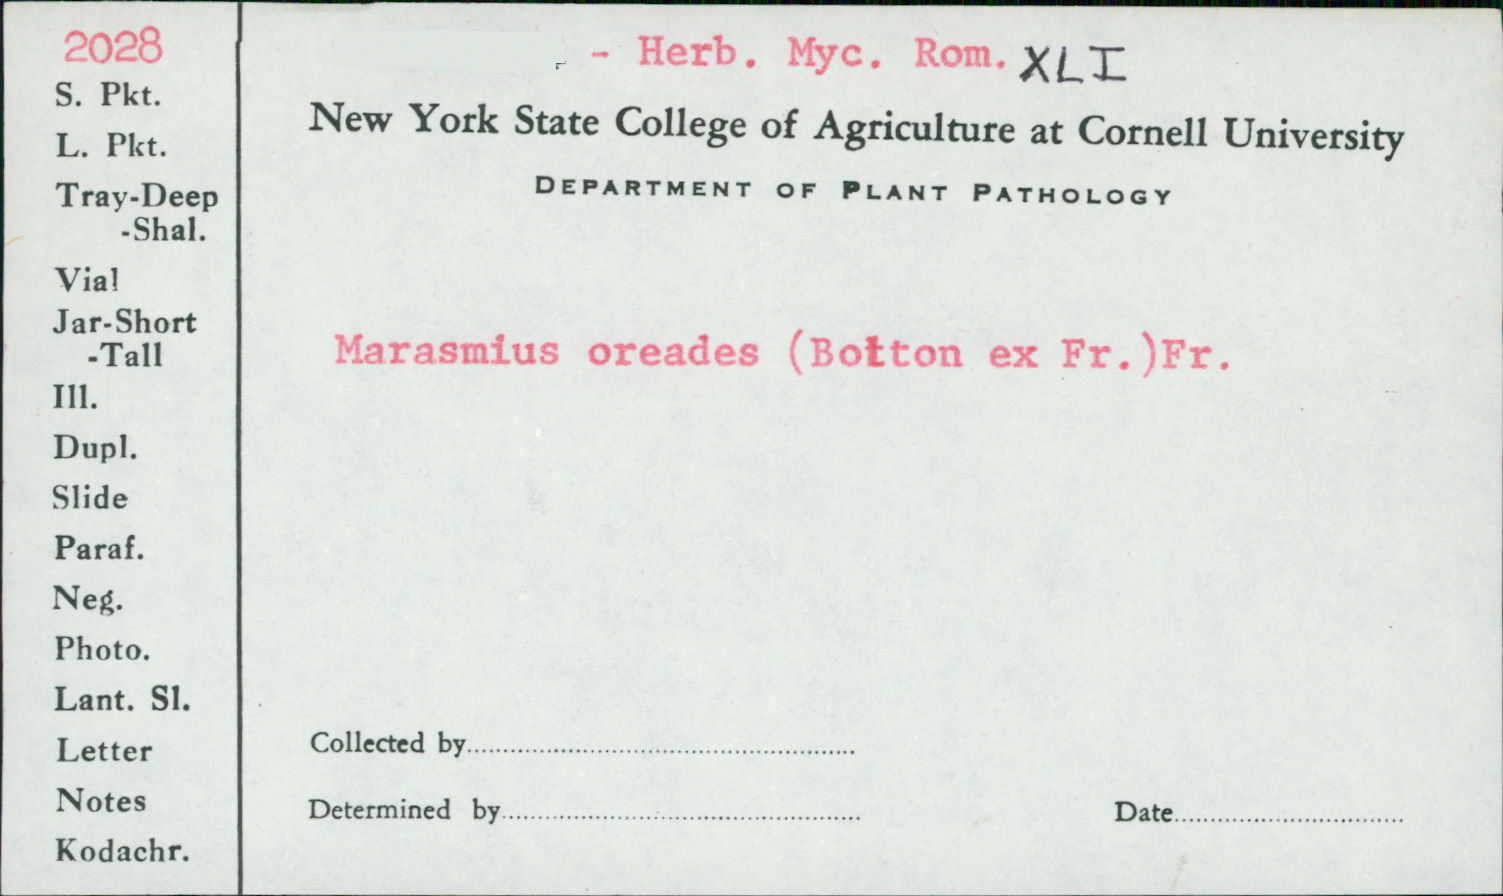 2028
S. Pkt.
L. Pkt.
Tray-Deep
-Shal.
Vial
Jar-Short
-Tall
Ill.
Dupl.
Slide
Paraf.
Neg.
Photo.
Lant. Sl.
Letter
Notes
Kodachr.
- Herb. Myc. Rom. XLI
New York State College of Agriculture at Cornell University
DEPARTMENT OF PLANT PATHOLOGY
Marasmius oreades (Botton ex Fr.)Fr.
Collected by
Determined by
Date